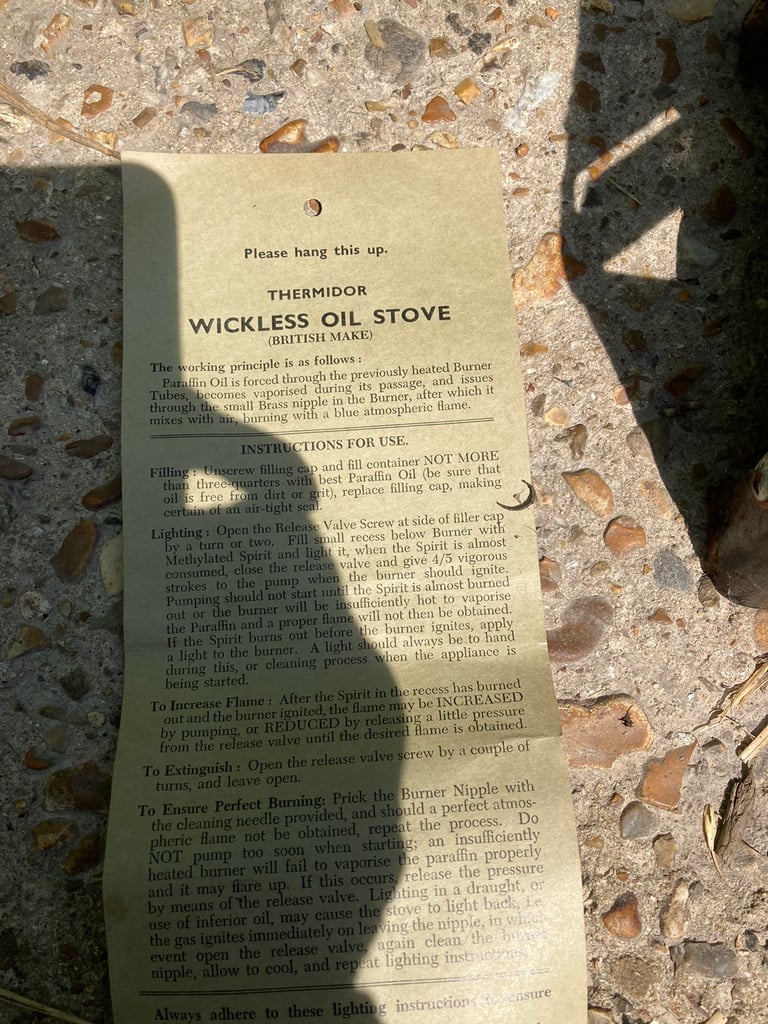 Please hang this up.
THERMIDOR
WICKLESS OIL STOVE
(BRITISH MAKE)
The working principle is as follows :
Paraffin Oil is forced through the previously heated Burner
Tubes, becomes vaporised during its passage, and issues
through the small Brass nipple in the Burner, after which it
mixes with air, burning with a blue atmospheric flame.
INSTRUCTIONS FOR USE.
Filling : Unscrew filling cap and fill container NOT MORE
than three-quarters with best Paraffin Oil (be sure that
oil is free from dirt or grit), replace filling cap, making
certain of an air-tight seal.
Lighting : Open the Release Valve Screw at side of filler cap
by a turn or two. Fill small recess below Burner with
Methylated Spirit and light it, when the Spirit is almost
consumed, close the release valve and give 4/5 vigorous
strokes to the pump when the burner should ignite.
Pumping should not start until the Spirit is almost burned
out or the burner will be insufficiently hot to vaporise
the Paraffin and a proper flame will not then be obtained.
If the Spirit burns out before the burner ignites, apply
a light to the burner. A light should always be to hand
during this, or cleaning process when the appliance is
being started.
To Increase Flame : After the Spirit in the recess has burned
out and the burner ignited, the flame may be INCREASED
by pumping, or REDUCED by releasing a little pressure
from the release valve until the desired flame is obtained.
To Extinguish : Open the release valve screw by a couple of
turns, and leave open.
To Ensure Perfect Burning: Prick the Burner Nipple with
the cleaning needle provided, and should a perfect atmos-
pheric flame not be obtained, repeat the process. Do
NOT pump too soon when starting; an insufficiently
heated burner will fail to vaporise the paraffin properly
and it may flare up. If this occurs, release the pressure
by means of the release valve. Lighting in a draught, or
use of inferior oil, may cause the stove to light back, i.e.
the gas ignites immediately on leaving the nipple, in which
event open the release valve, again clean the burner
nipple, allow to cool, and repeat lighting instructions.
Always adhere to these lighting instructions to ensure